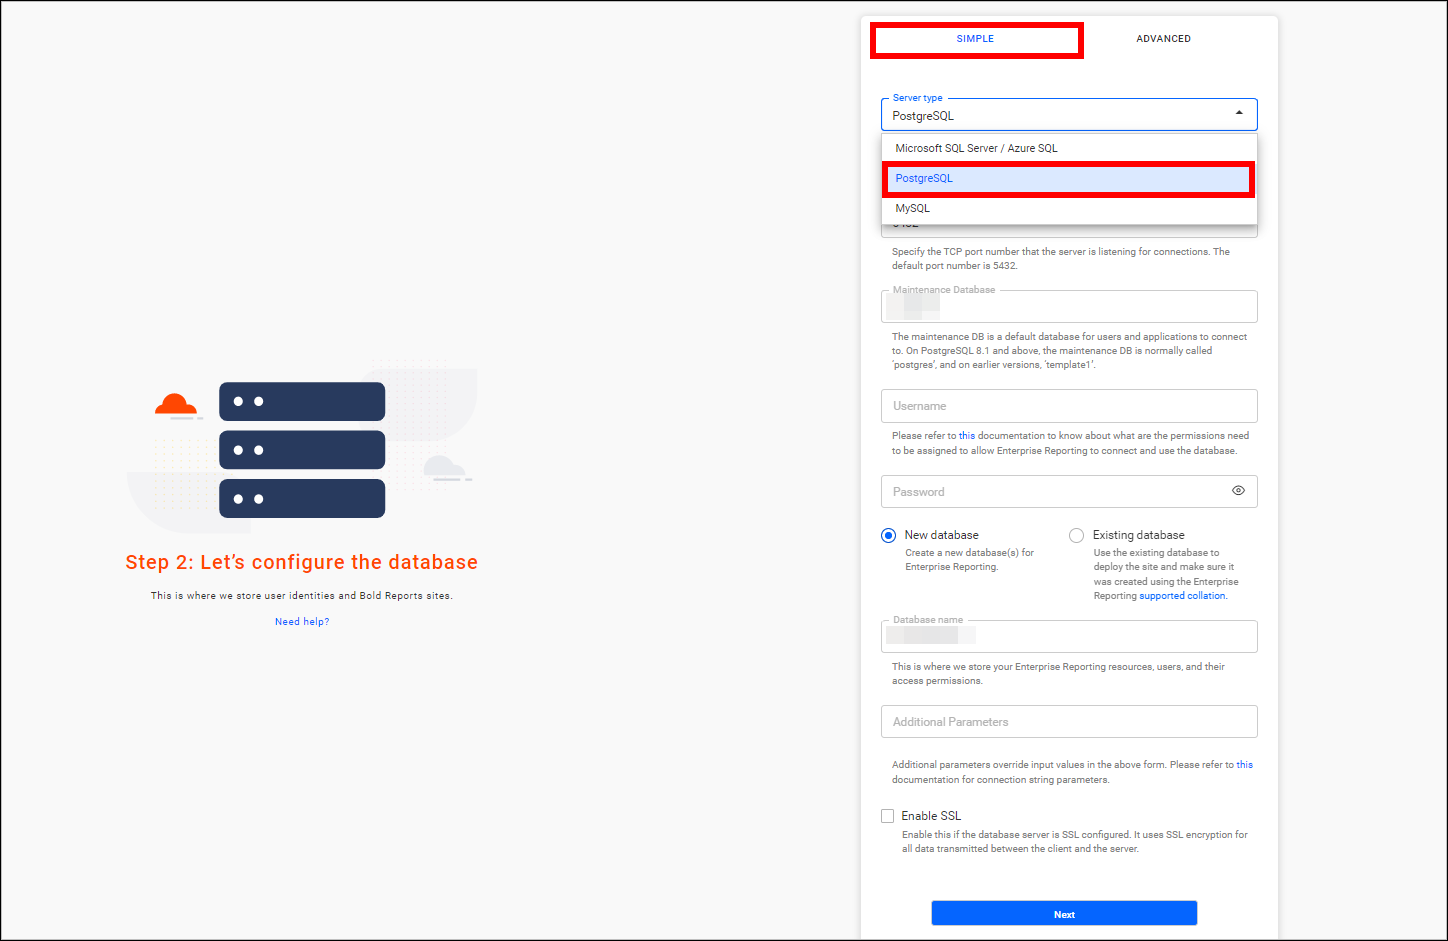 SIMPLE
ADVANCED
Server type
PostgreSQL
Microsoft SQL Server / Azure SQL
PostgreSQL
MySQL
Specify the TCP port number that the server is listening for connections. The
default port number is 5432.
Maintenance Database
The maintenance DB is a default database for users and applications to connect
to. On PostgreSQL 8.1 and above, the maintenance DB is normally called
'postgres', and on earlier versions, 'template1'.
Username
Please refer to this documentation to know about what are the permissions need
to be assigned to allow Enterprise Reporting to connect and use the database.
Password
New database
Create a new database(s) for
Enterprise Reporting.
Existing database
Use the existing database to
deploy the site and make sure it
was created using the Enterprise
Reporting supported collation.
Database name
This is where we store your Enterprise Reporting resources, users, and their
access permissions.
Additional Parameters
Additional parameters override input values in the above form. Please refer to this
documentation for connection string parameters.
Enable SSL
Enable this if the database server is SSL configured. It uses SSL encryption for
all data transmitted between the client and the server.
Next
Step 2: Let's configure the database
This is where we store user identities and Bold Reports sites.
Need help?